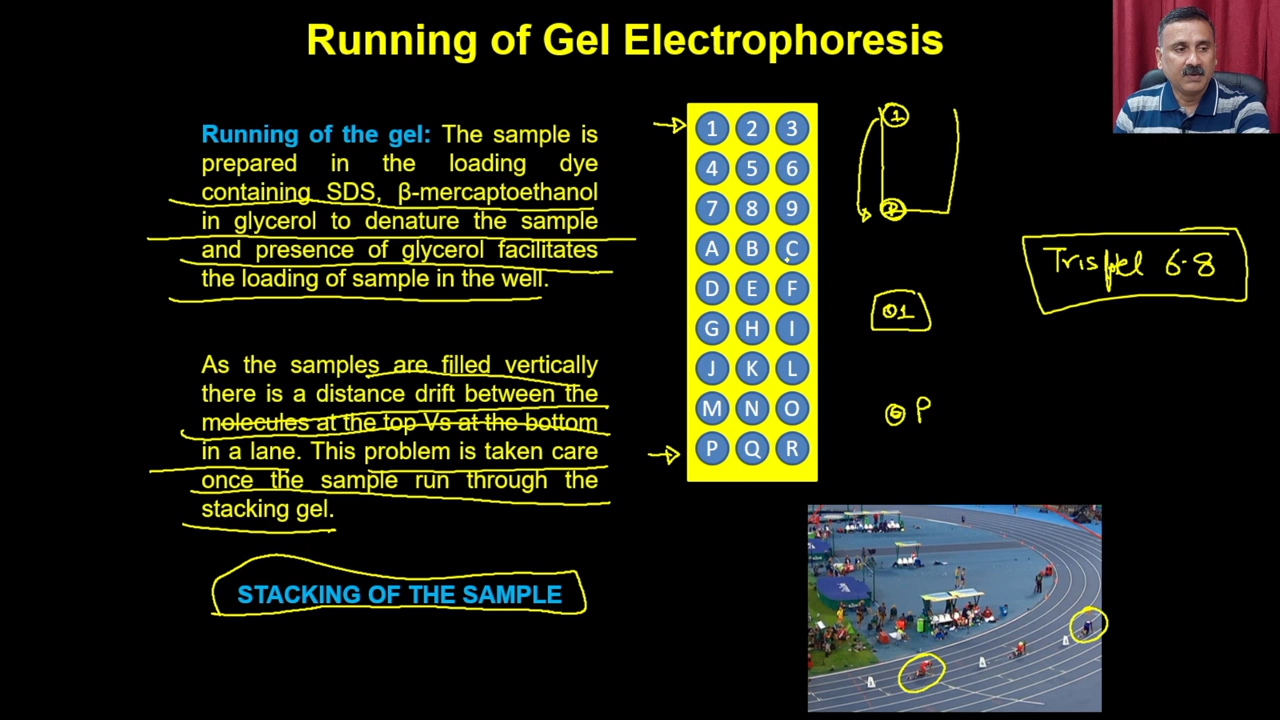 Running of Gel Electrophoresis
Running of the gel: The sample is
prepared in the loading dye
containing SDS, β-mercaptoethanol
in glycerol to denature the sample
and presence of glycerol facilitates
the loading of sample in the well.
As the samples are filled vertically
there is a distance drift between the
molecules at the top Vs at the bottom
in a lane. This problem is taken care
once the sample run through the
stacking gel.
STACKING OF THE SAMPLE
1 2 3
4 5 6
7 8 9
A B C
D E F
G H I
J K L
M N O
P Q R
1
P
1
P
Tris 6.8